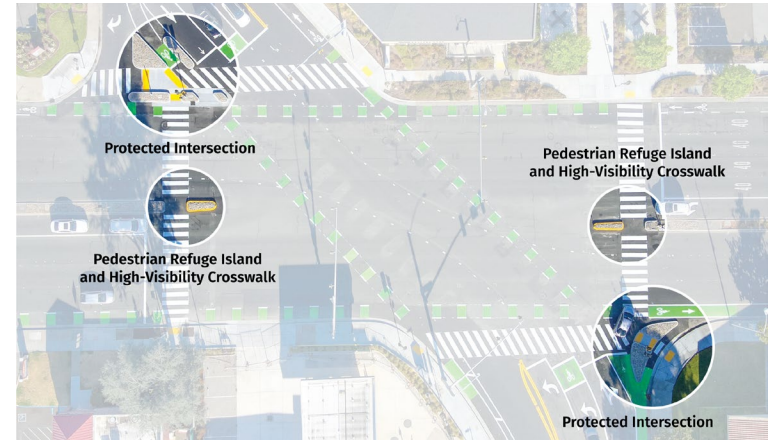 Protected Intersection
Pedestrian Refuge Island
and High-Visibility Crosswalk
Pedestrian Refuge Island
and High-Visibility Crosswalk
Protected Intersection